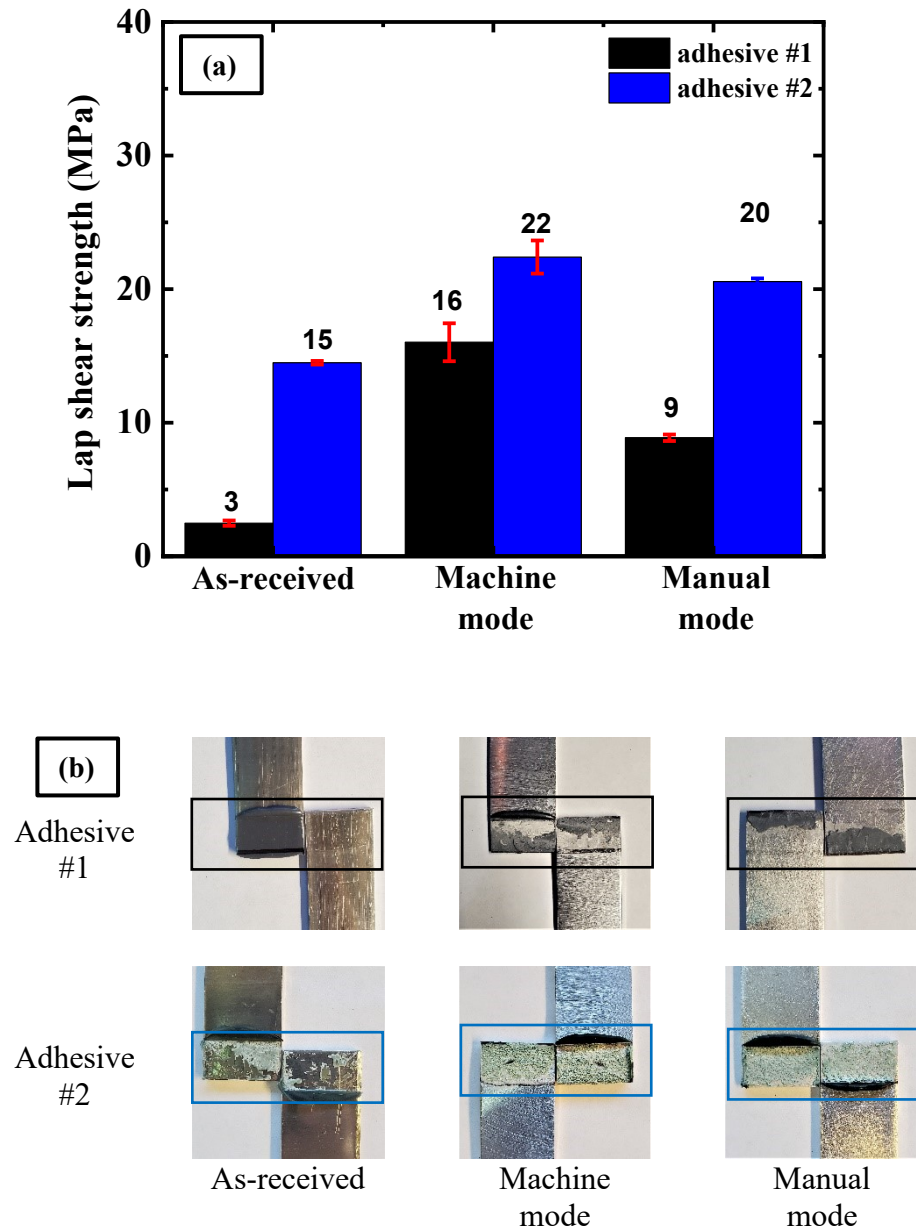 (a)
adhesive #1
adhesive #2
Lap shear strength (MPa)
40
30
20
10
0
3
15
16
22
9
20
As-received
Machine
mode
Manual
mode
(b)
Adhesive
#1
Adhesive
#2
As-received
Machine
mode
Manual
mode